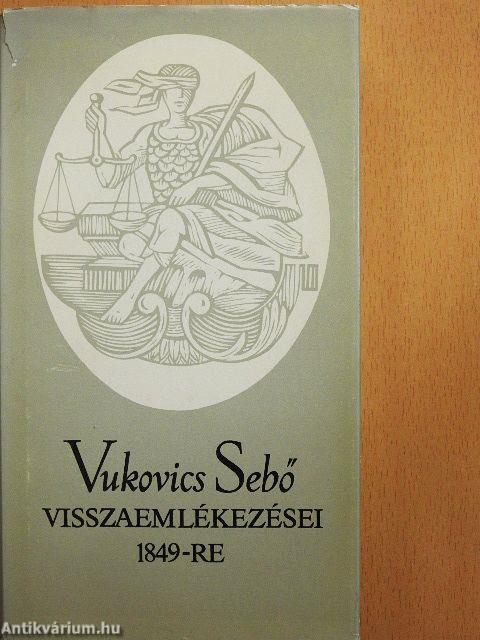 Vukovics Sebő
VISSZAEMLÉKEZÉSEI
1849-RE
Antikvárium.hu